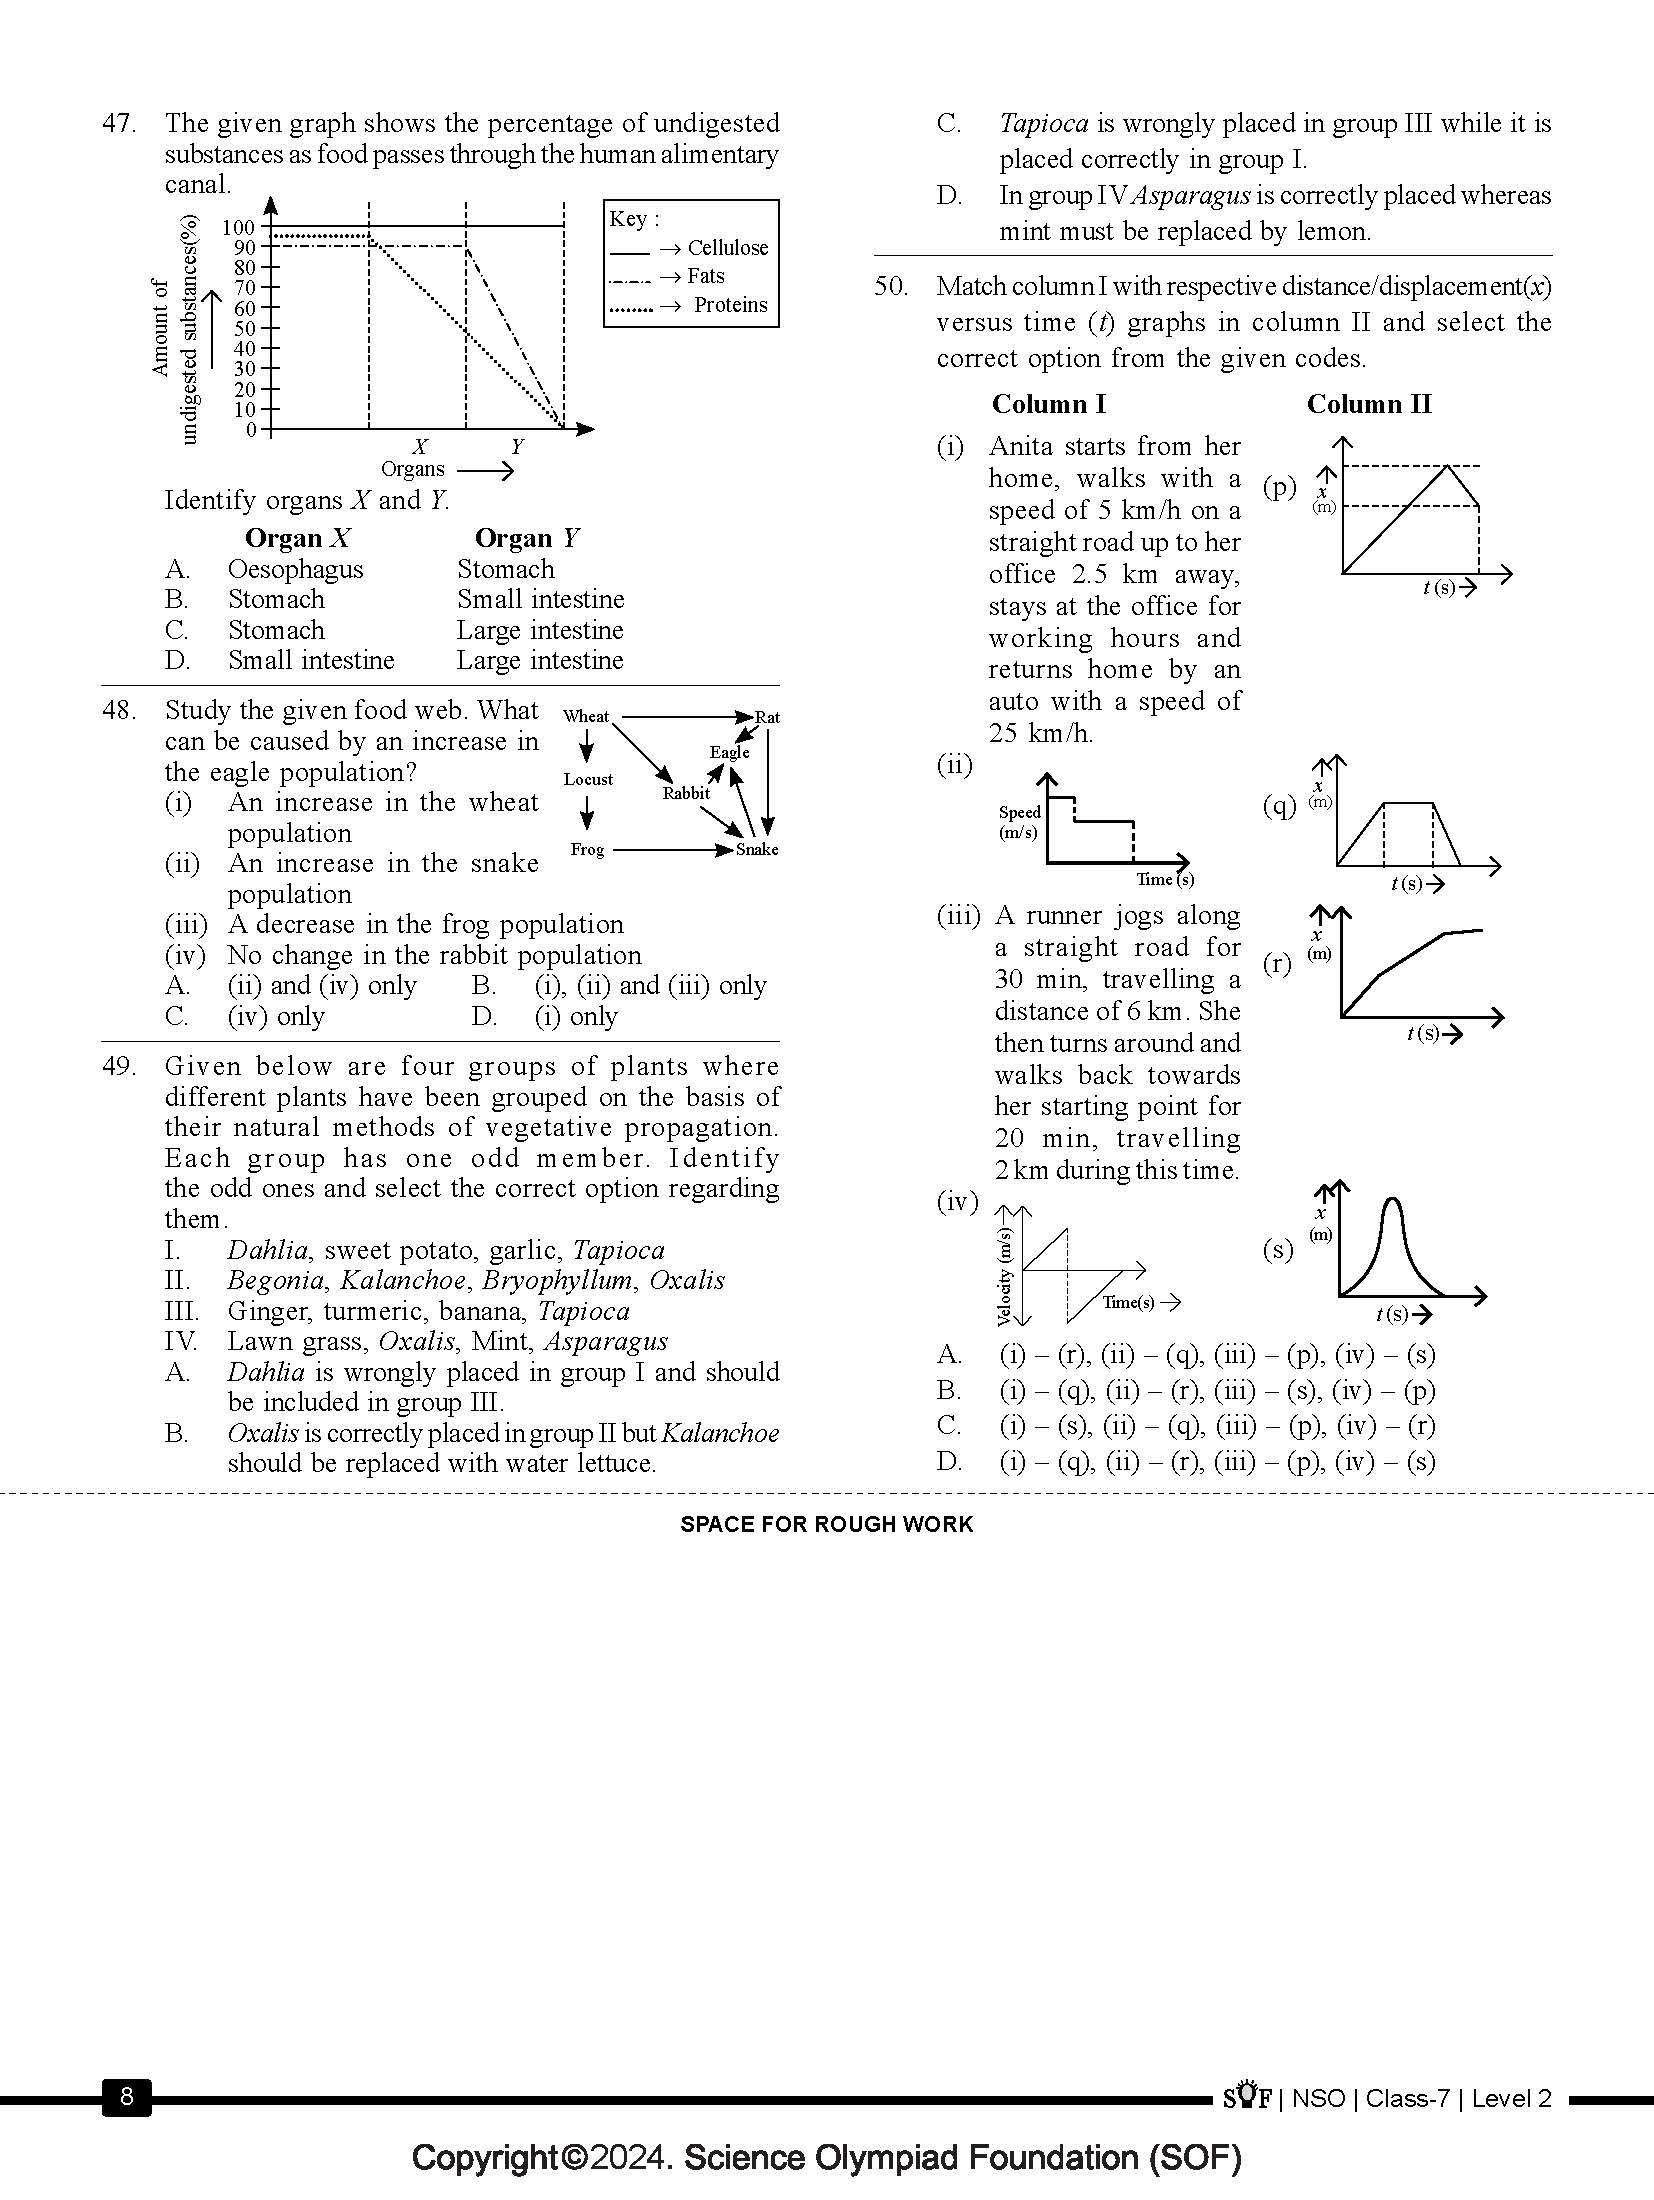 47. The given graph shows the percentage of undigested
substances as food passes through the human alimentary
canal.
Amount of
undigested substances(%)
100
90
80
70
60
50
40
30
20
10
0
X Y
Organs
Key :
→ Cellulose
→ Fats
→ Proteins
Identify organs X and Y.
Organ X Organ Y
A. Oesophagus Stomach
B. Stomach Small intestine
C. Stomach Large intestine
D. Small intestine Large intestine
48. Study the given food web. What
can be caused by an increase in
the eagle population?
(i) An increase in the wheat
population
(ii) An increase in the snake
population
(iii) A decrease in the frog population
(iv) No change in the rabbit population
A. (ii) and (iv) only B. (i), (ii) and (iii) only
C. (iv) only D. (i) only
Wheat Rat
Eagle
Locust
Rabbit
Frog Snake
49. Given below are four groups of plants where
different plants have been grouped on the basis of
their natural methods of vegetative propagation.
Each group has one odd member. Identify
the odd ones and select the correct option regarding
them.
I. Dahlia, sweet potato, garlic, Tapioca
II. Begonia, Kalanchoe, Bryophyllum, Oxalis
III. Ginger, turmeric, banana, Tapioca
IV. Lawn grass, Oxalis, Mint, Asparagus
A. Dahlia is wrongly placed in group I and should
be included in group III.
B. Oxalis is correctly placed in group II but Kalanchoe
should be replaced with water lettuce.
C. Tapioca is wrongly placed in group III while it is
placed correctly in group I.
D. In group IV Asparagus is correctly placed whereas
mint must be replaced by lemon.
50. Match column I with respective distance/displacement(x)
versus time (t) graphs in column II and select the
correct option from the given codes.
Column I Column II
(i) Anita starts from her
home, walks with a
speed of 5 km/h on a
straight road up to her
office 2.5 km away,
stays at the office for
working hours and
returns home by an
auto with a speed of
25 km/h.
(p)
x
(m)
t (s)
(ii)
Speed
(m/s)
Time (s)
(q)
x
(m)
t (s)
(iii) A runner jogs along
a straight road for
30 min, travelling a
distance of 6 km. She
then turns around and
walks back towards
her starting point for
20 min, travelling
2 km during this time.
(r)
x
(m)
t (s)
(iv)
Velocity (m/s)
Time(s)
(s)
x
(m)
t (s)
A. (i) – (r), (ii) – (q), (iii) – (p), (iv) – (s)
B. (i) – (q), (ii) – (r), (iii) – (s), (iv) – (p)
C. (i) – (s), (ii) – (q), (iii) – (p), (iv) – (r)
D. (i) – (q), (ii) – (r), (iii) – (p), (iv) – (s)
SPACE FOR ROUGH WORK
8
SOF | NSO | Class-7 | Level 2
Copyright©2024. Science Olympiad Foundation (SOF)